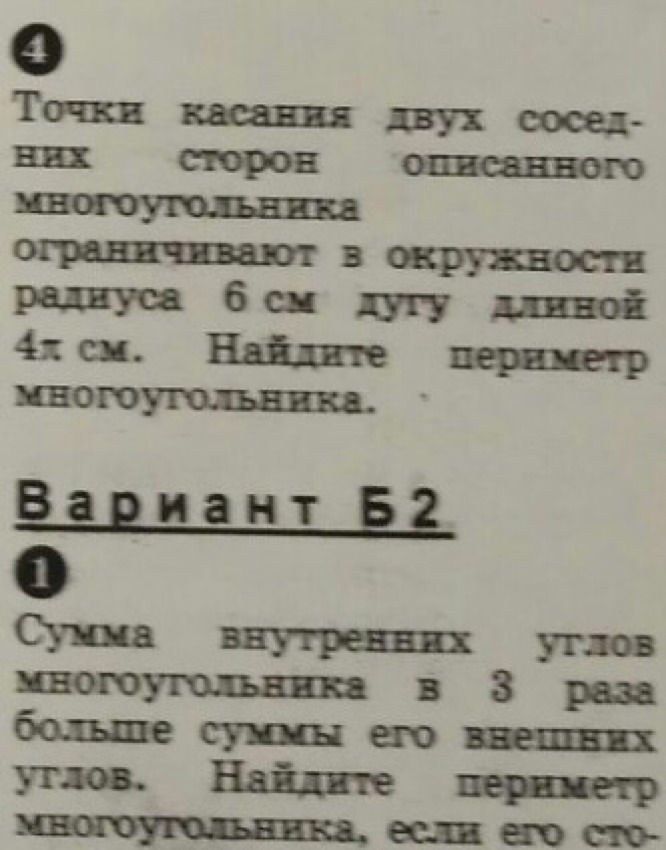 4
Точки касания двух сосед-
них сторон описанного
многоугольника
ограничивают в окружности
радиуса 6 см дугу длиной
4π см. Найдите периметр
многоугольника.
Вариант Б2
1
Сумма внутренних углов
многоугольника в 3 раза
больше суммы его внешних
углов. Найдите периметр
многоугольника, если его сто-